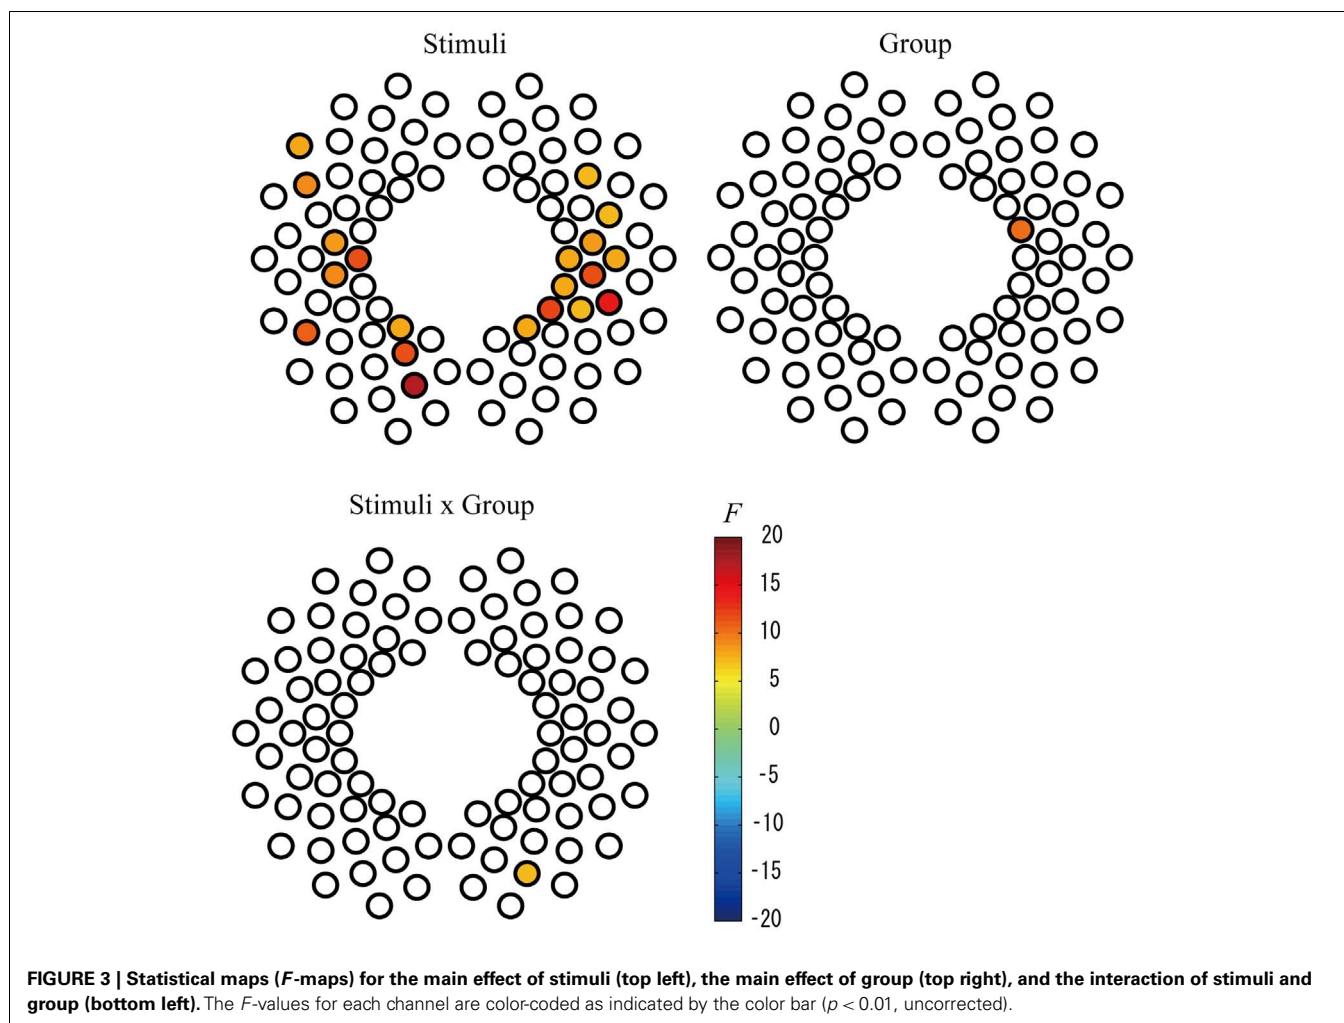 Stimuli
Group
Stimuli x Group
F
20
15
10
5
0
-5
-10
-15
-20
FIGURE 3 | Statistical maps (F-maps) for the main effect of stimuli (top left), the main effect of group (top right), and the interaction of stimuli and
group (bottom left). The F-values for each channel are color-coded as indicated by the color bar (p < 0.01, uncorrected).